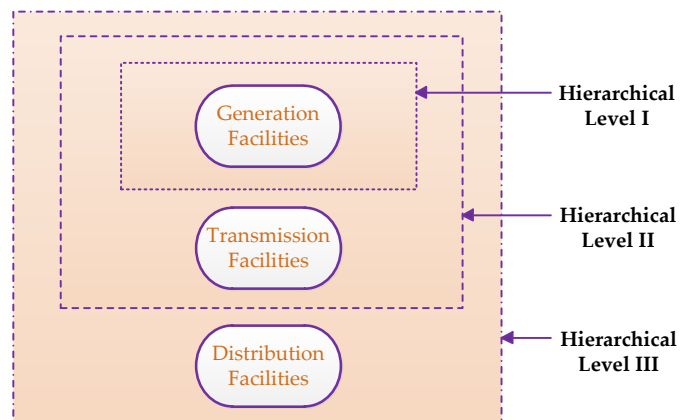 Generation
Facilities
Hierarchical
Level I
Transmission
Facilities
Hierarchical
Level II
Distribution
Facilities
Hierarchical
Level III